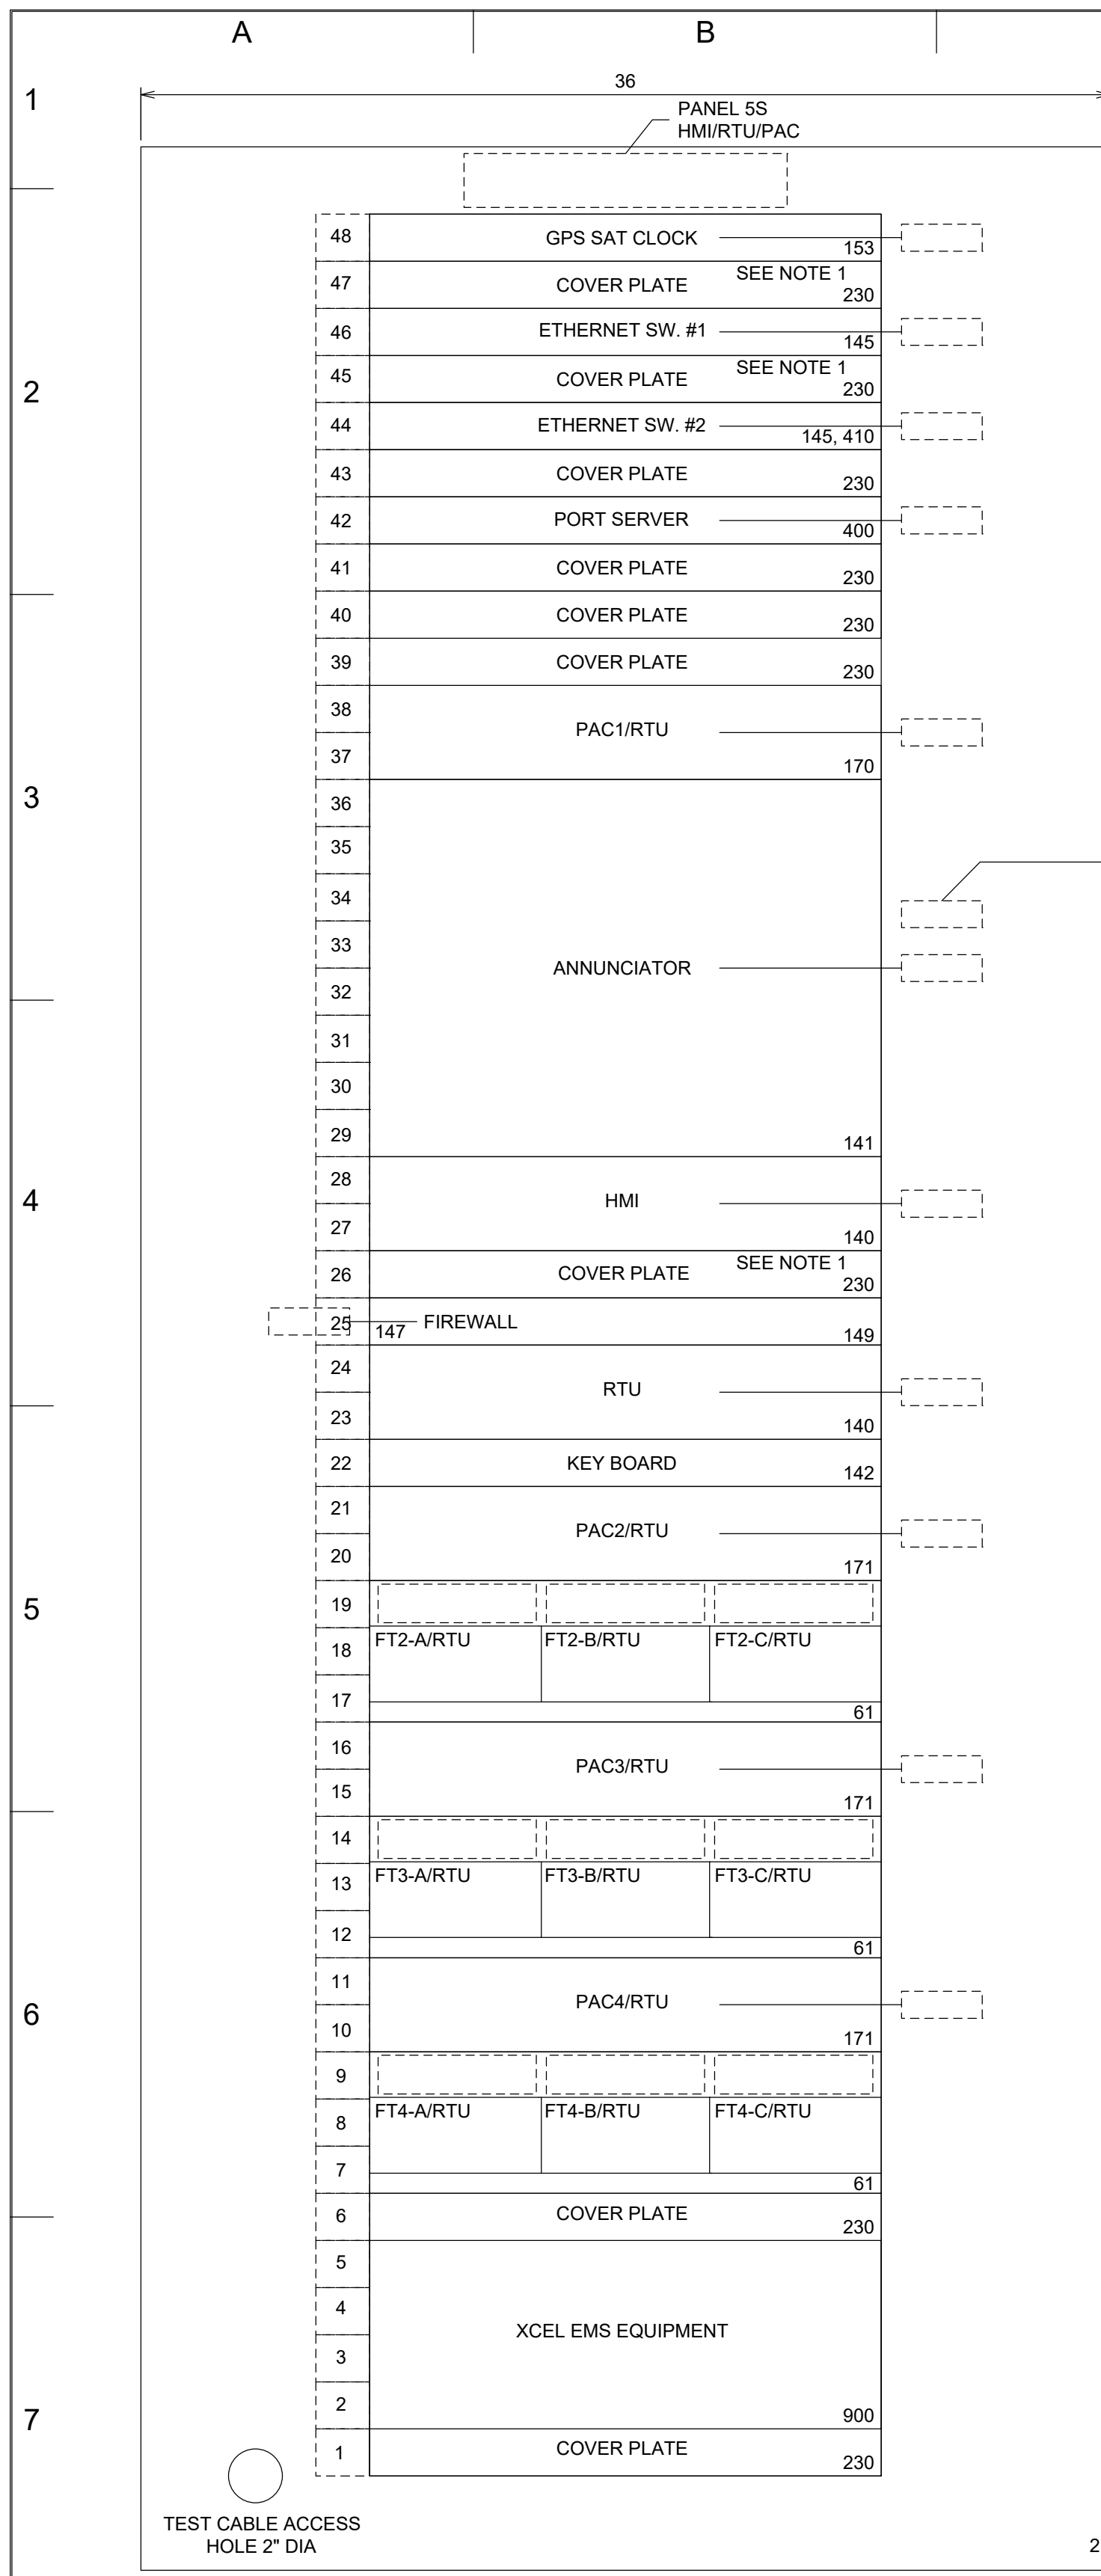 A
B
1
36
PANEL 5S
HMI/RTU/PAC
48 GPS SAT CLOCK 153
47 COVER PLATE SEE NOTE 1 230
46 ETHERNET SW. #1 145
2
45 COVER PLATE SEE NOTE 1 230
44 ETHERNET SW. #2 145, 410
43 COVER PLATE 230
42 PORT SERVER 400
41 COVER PLATE 230
40 COVER PLATE 230
39 COVER PLATE 230
38
PAC1/RTU
37 170
3
36
35
34
33
ANNUNCIATOR
32
31
30
29 141
28
4
HMI
27 140
26 COVER PLATE SEE NOTE 1 230
25 147 FIREWALL 149
24
RTU
23 140
22 KEY BOARD 142
21
PAC2/RTU
20 171
5
19
18 FT2-A/RTU FT2-B/RTU FT2-C/RTU
17 61
16
PAC3/RTU
15 171
14
13 FT3-A/RTU FT3-B/RTU FT3-C/RTU
12 61
11
PAC4/RTU
6
10 171
9
8 FT4-A/RTU FT4-B/RTU FT4-C/RTU
7 61
6 COVER PLATE 230
5
4
XCEL EMS EQUIPMENT
3
2 900
7
1 COVER PLATE 230
TEST CABLE ACCESS
HOLE 2" DIA
2